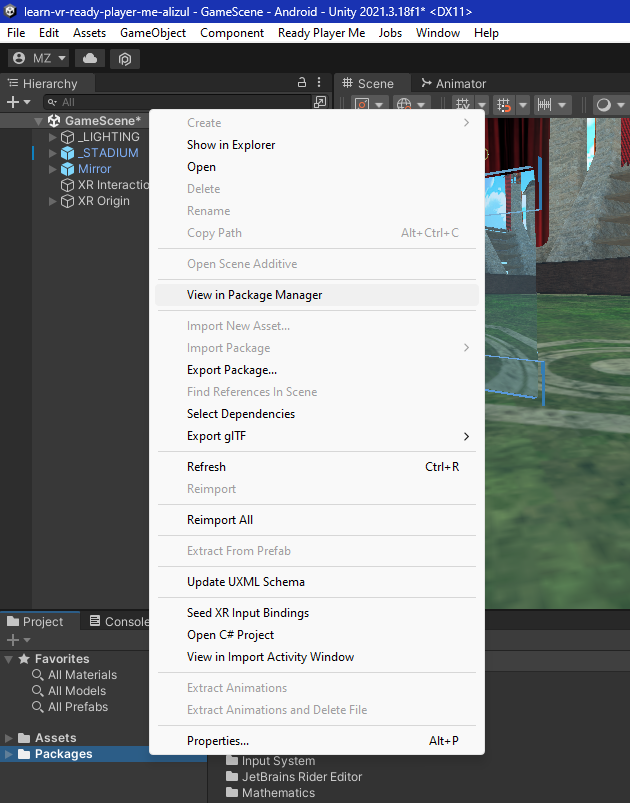 learn-vr-ready-player-me-alizul - GameScene - Android - Unity 2021.3.18f1* <DX11>
File Edit Assets GameObject Component Ready Player Me Jobs Window Help
MZ
Hierarchy
Scene
Animator
All
GameScene*
_LIGHTING
_STADIUM
Mirror
XR Interactio
XR Origin
Create
Show in Explorer
Open
Delete
Rename
Copy Path Alt+Ctrl+C
Open Scene Additive
View in Package Manager
Import New Asset...
Import Package
Export Package...
Find References In Scene
Select Dependencies
Export glTF
Refresh Ctrl+R
Reimport
Reimport All
Extract From Prefab
Update UXML Schema
Seed XR Input Bindings
Open C# Project
View in Import Activity Window
Extract Animations
Extract Animations and Delete File
Properties... Alt+P
Project
Console
Favorites
All Materials
All Models
All Prefabs
Assets
Packages
Input System
JetBrains Rider Editor
Mathematics